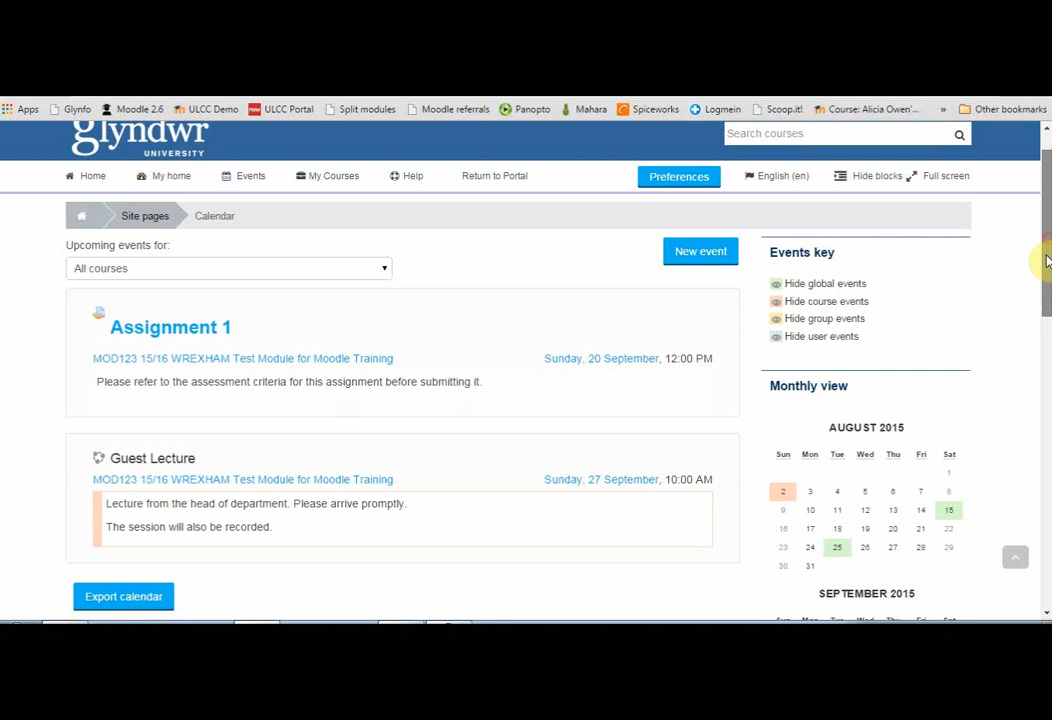 Apps Glynfo Moodle 2.6 ULCC Demo now ULCC Portal Split modules Moodle referrals Panopto Mahara Spiceworks Logmein Scoop.it! Course: Alicia Owen'... » Other bookmarks
glyndwr
UNIVERSITY
Search courses
Home My home Events My Courses Help Return to Portal Preferences English (en) Hide blocks Full screen
Site pages Calendar
Upcoming events for:
All courses
New event
Assignment 1
MOD123 15/16 WREXHAM Test Module for Moodle Training Sunday, 20 September, 12:00 PM
Please refer to the assessment criteria for this assignment before submitting it.
Guest Lecture
MOD123 15/16 WREXHAM Test Module for Moodle Training Sunday, 27 September, 10:00 AM
Lecture from the head of department. Please arrive promptly.
The session will also be recorded.
Export calendar
Events key
Hide global events
Hide course events
Hide group events
Hide user events
Monthly view
AUGUST 2015
Sun Mon Tue Wed Thu Fri Sat
1
2 3 4 5 6 7 8
9 10 11 12 13 14 15
16 17 18 19 20 21 22
23 24 25 26 27 28 29
30 31
SEPTEMBER 2015